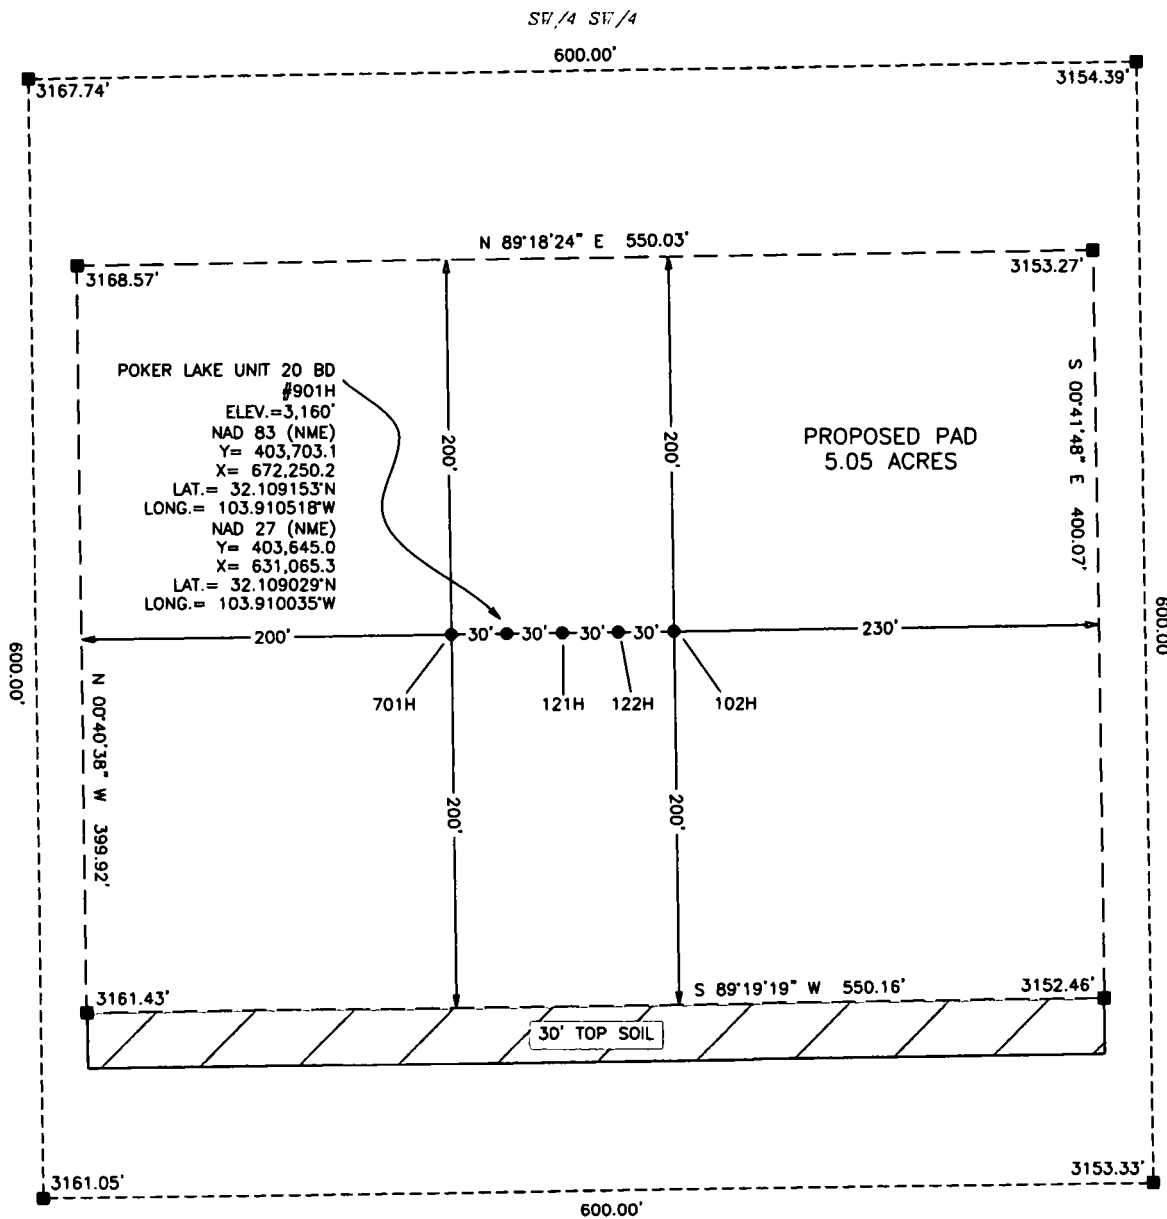 SW/4 SW/4
600.00'
3167.74'
3154.39'
N 89°18'24" E 550.03'
3168.57'
3153.27'
POKER LAKE UNIT 20 BD
#901H
ELEV.=3,160'
NAD 83 (NME)
Y= 403,703.1
X= 672,250.2
LAT.= 32.109153°N
LONG.= 103.910518°W
NAD 27 (NME)
Y= 403,645.0
X= 631,065.3
LAT.= 32.109029°N
LONG.= 103.910035°W
200'
200'
PROPOSED PAD
5.05 ACRES
S 00°41'48" E 400.07'
200'
30'
30'
30'
30'
230'
600.00'
600.00
701H
121H
122H
102H
N 00°40'38" W 399.92'
200'
200'
3161.43'
S 89°19'19" W 550.16'
3152.46'
30' TOP SOIL
3161.05'
3153.33'
600.00'